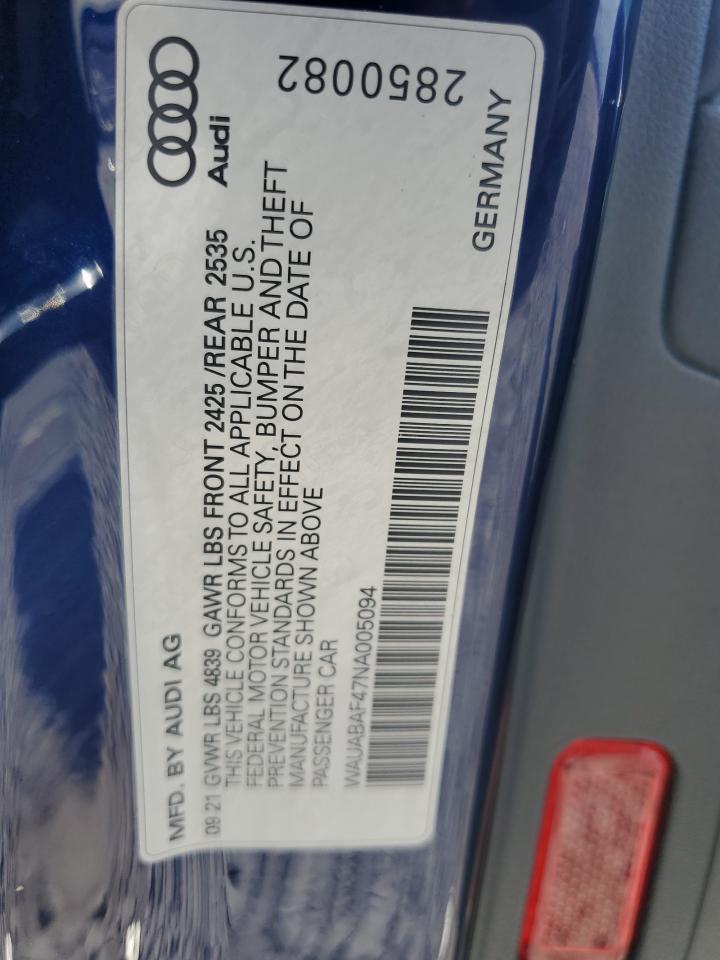 MFD. BY AUDI AG
Audi
09 21 GVWR LBS 4839 GAWR LBS FRONT 2425 /REAR 2535
THIS VEHICLE CONFORMS TO ALL APPLICABLE U.S.
FEDERAL MOTOR VEHICLE SAFETY, BUMPER AND THEFT
PREVENTION STANDARDS IN EFFECT ON THE DATE OF
MANUFACTURE SHOWN ABOVE
PASSENGER CAR
WAUABAF47NA005094
GERMANY
2850082